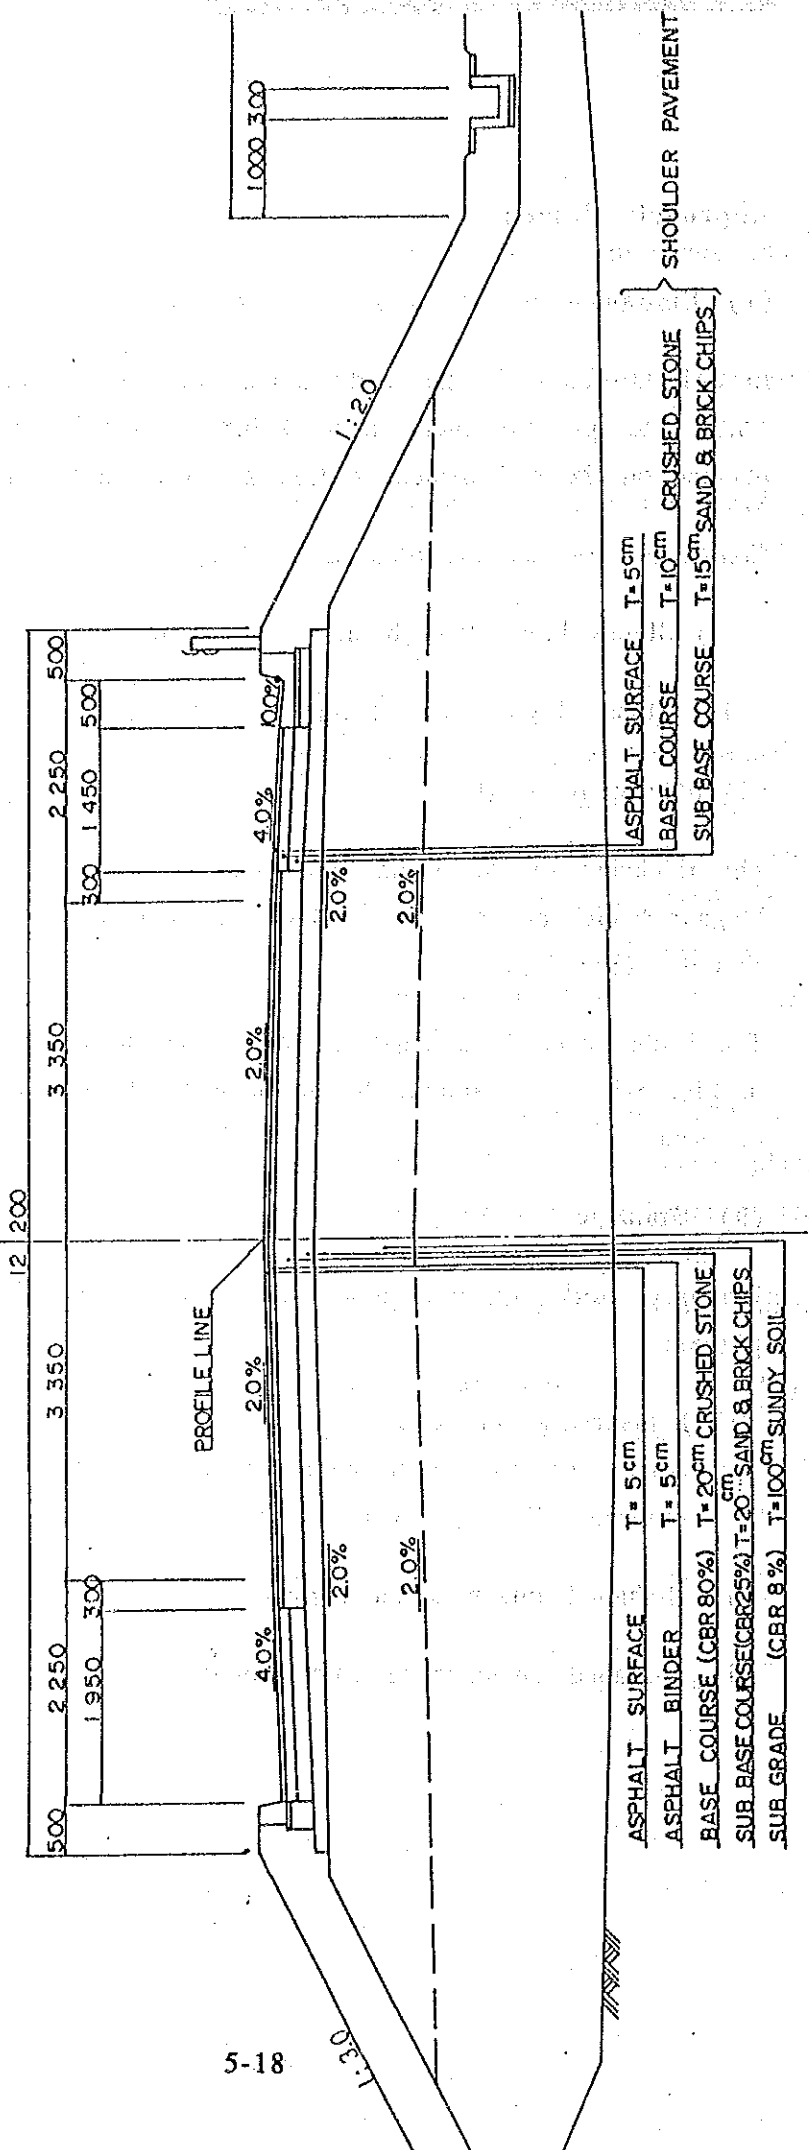 12 200
500
2 250
3 350
3 350
2 250
500
1 950
300
300
1 450
500
1000
300
PROFILE LINE
4.0%
2.0%
2.0%
4.0%
10.0%
2.0%
2.0%
2.0%
2.0%
1:3.0
1:2.0
ASPHALT SURFACE T=5cm
ASPHALT BINDER T=5cm
BASE COURSE (CBR 80%) T=20cm CRUSHED STONE
SUB BASE COURSE(CBR25%) T=20cm SAND & BRICK CHIPS
SUB GRADE (CBR 8%) T=100cm SUNDY SOIL
ASPHALT SURFACE T=5cm
BASE COURSE T=10cm CRUSHED STONE
SUB BASE COURSE T=15cm SAND & BRICK CHIPS
SHOULDER PAVEMENT
5-18